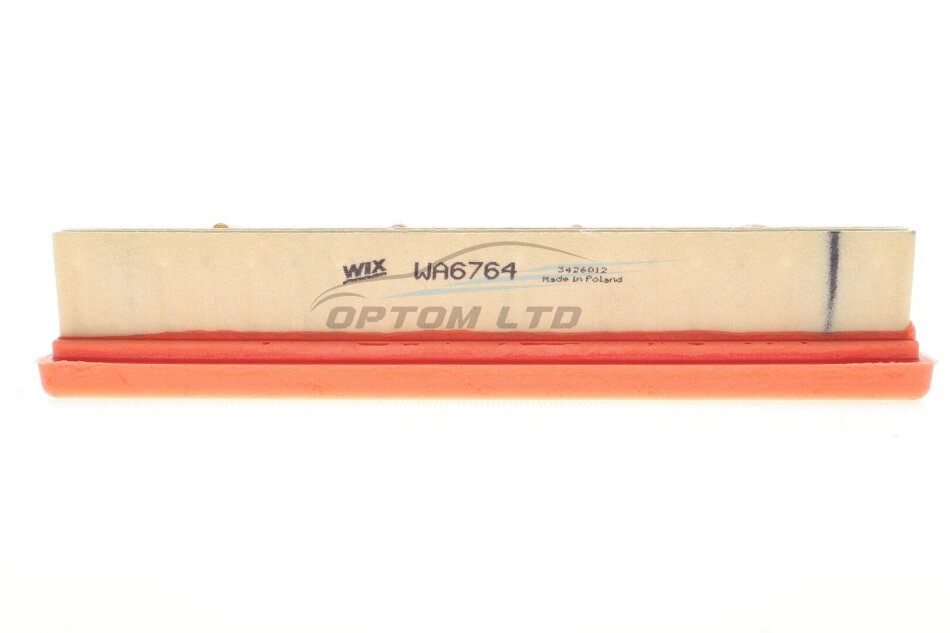 WIX WA6764 3426012
Made in Poland
OPTOM LTD